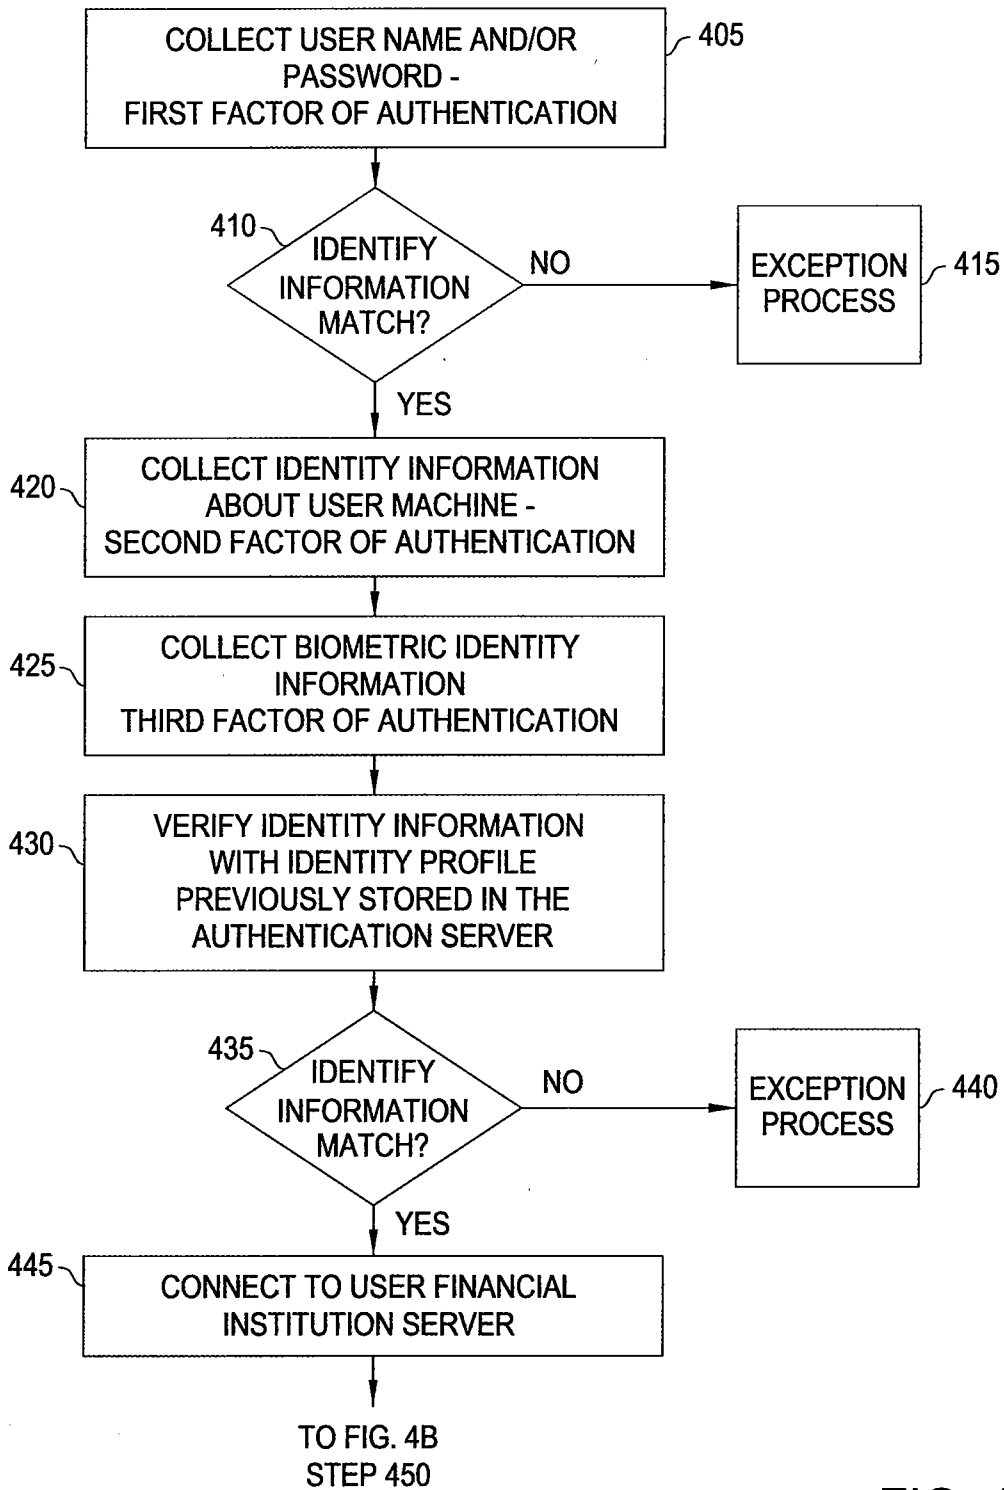 COLLECT USER NAME AND/OR
PASSWORD -
FIRST FACTOR OF AUTHENTICATION
405
410
IDENTIFY
INFORMATION
MATCH?
NO
EXCEPTION
PROCESS
415
YES
420
COLLECT IDENTITY INFORMATION
ABOUT USER MACHINE -
SECOND FACTOR OF AUTHENTICATION
425
COLLECT BIOMETRIC IDENTITY
INFORMATION
THIRD FACTOR OF AUTHENTICATION
430
VERIFY IDENTITY INFORMATION
WITH IDENTITY PROFILE
PREVIOUSLY STORED IN THE
AUTHENTICATION SERVER
435
IDENTIFY
INFORMATION
MATCH?
NO
EXCEPTION
PROCESS
440
YES
445
CONNECT TO USER FINANCIAL
INSTITUTION SERVER
TO FIG. 4B
STEP 450